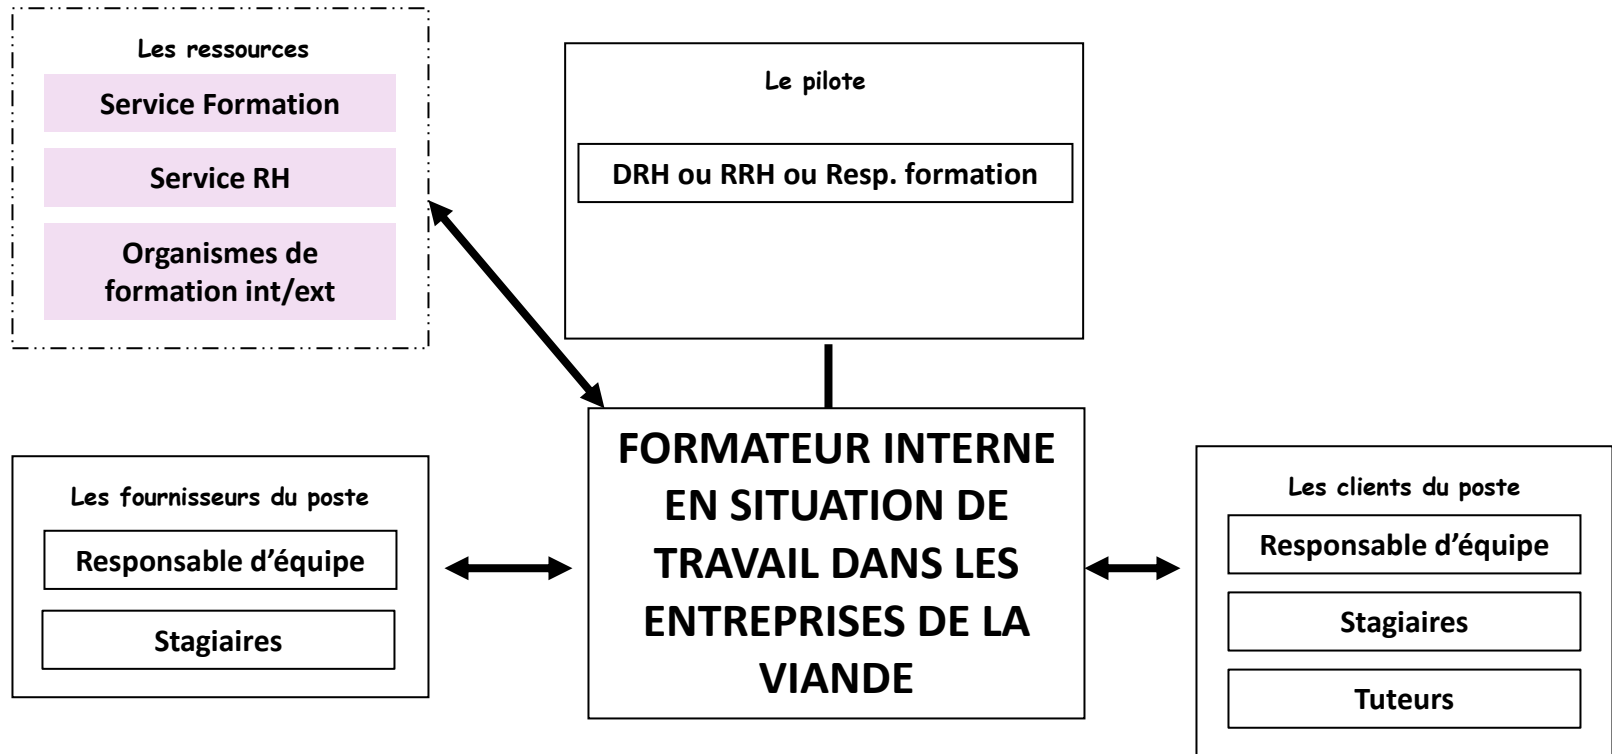 Les ressources
Service Formation
Service RH
Organismes de
formation int/ext
Le pilote
DRH ou RRH ou Resp. formation
Les fournisseurs du poste
Responsable d’équipe
Stagiaires
FORMATEUR INTERNE
EN SITUATION DE
TRAVAIL DANS LES
ENTREPRISES DE LA
VIANDE
Les clients du poste
Responsable d’équipe
Stagiaires
Tuteurs